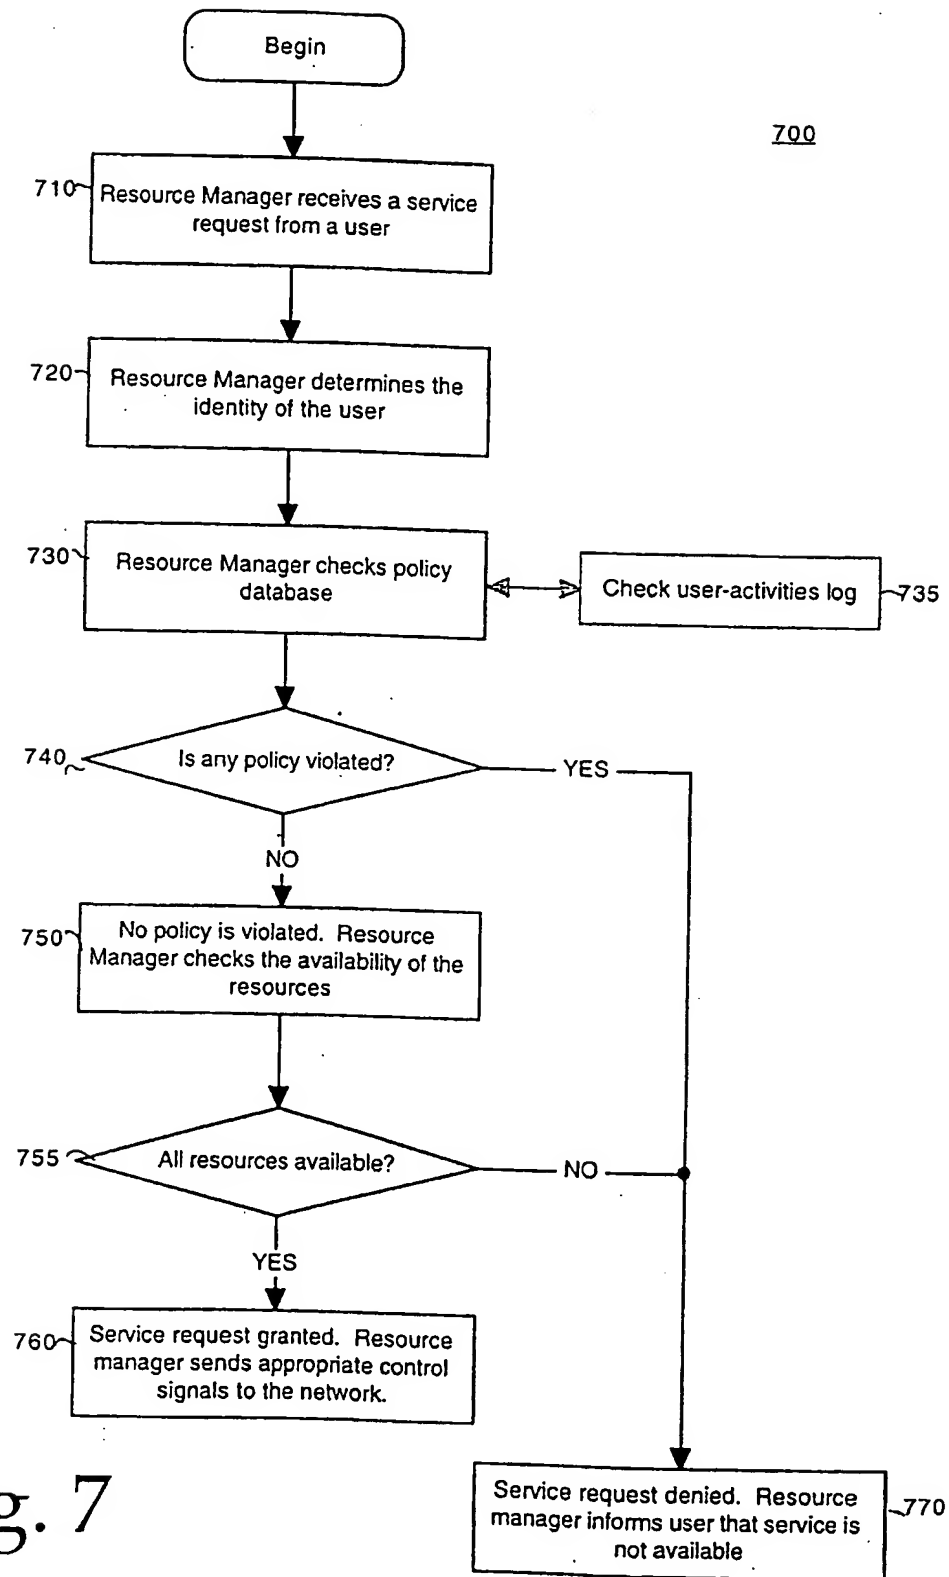 Begin
700
710
Resource Manager receives a service
request from a user
720
Resource Manager determines the
identity of the user
730
Resource Manager checks policy
database
Check user-activities log
735
740
Is any policy violated?
YES
NO
750
No policy is violated. Resource
Manager checks the availability of the
resources
755
All resources available?
NO
YES
760
Service request granted. Resource
manager sends appropriate control
signals to the network.
g. 7
Service request denied. Resource
manager informs user that service is
not available
770